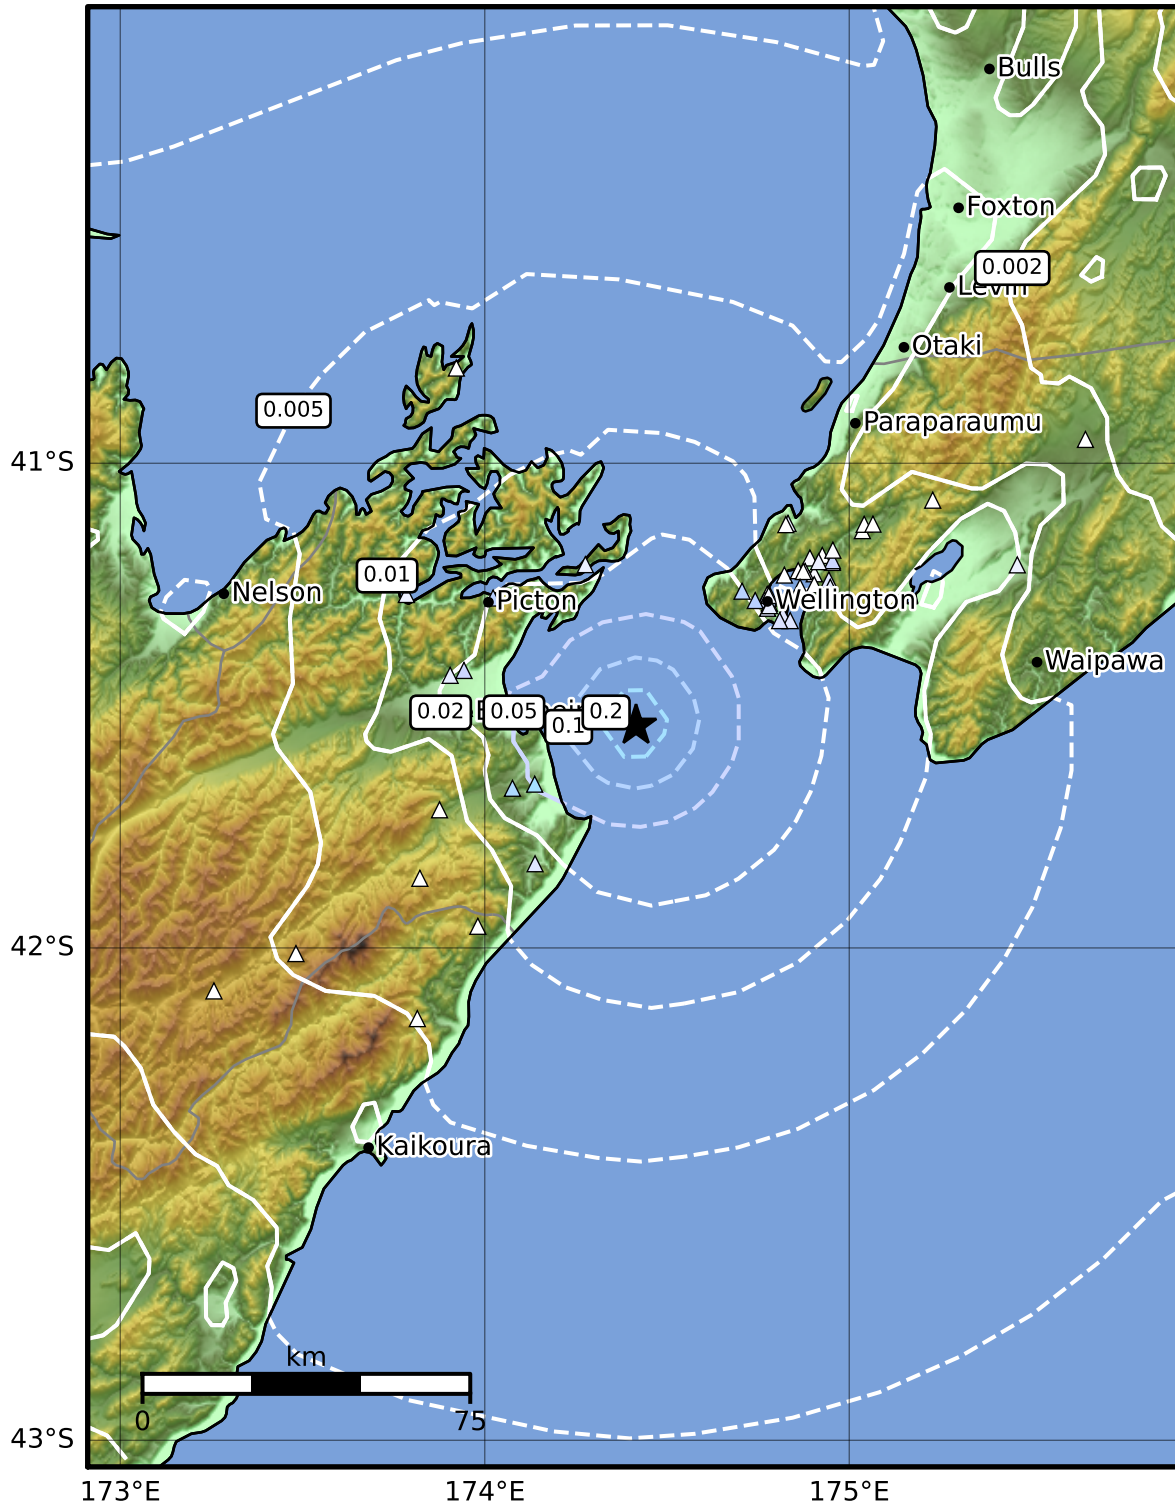 Bulls
Foxton
0.002
Levin
Otaki
0.005
Paraparaumu
41°S
0.01
Nelson
Picton
Wellington
Waipawa
0.02
0.05
0.1
0.2
42°S
Kaikoura
km
0
75
43°S
173°E
174°E
175°E